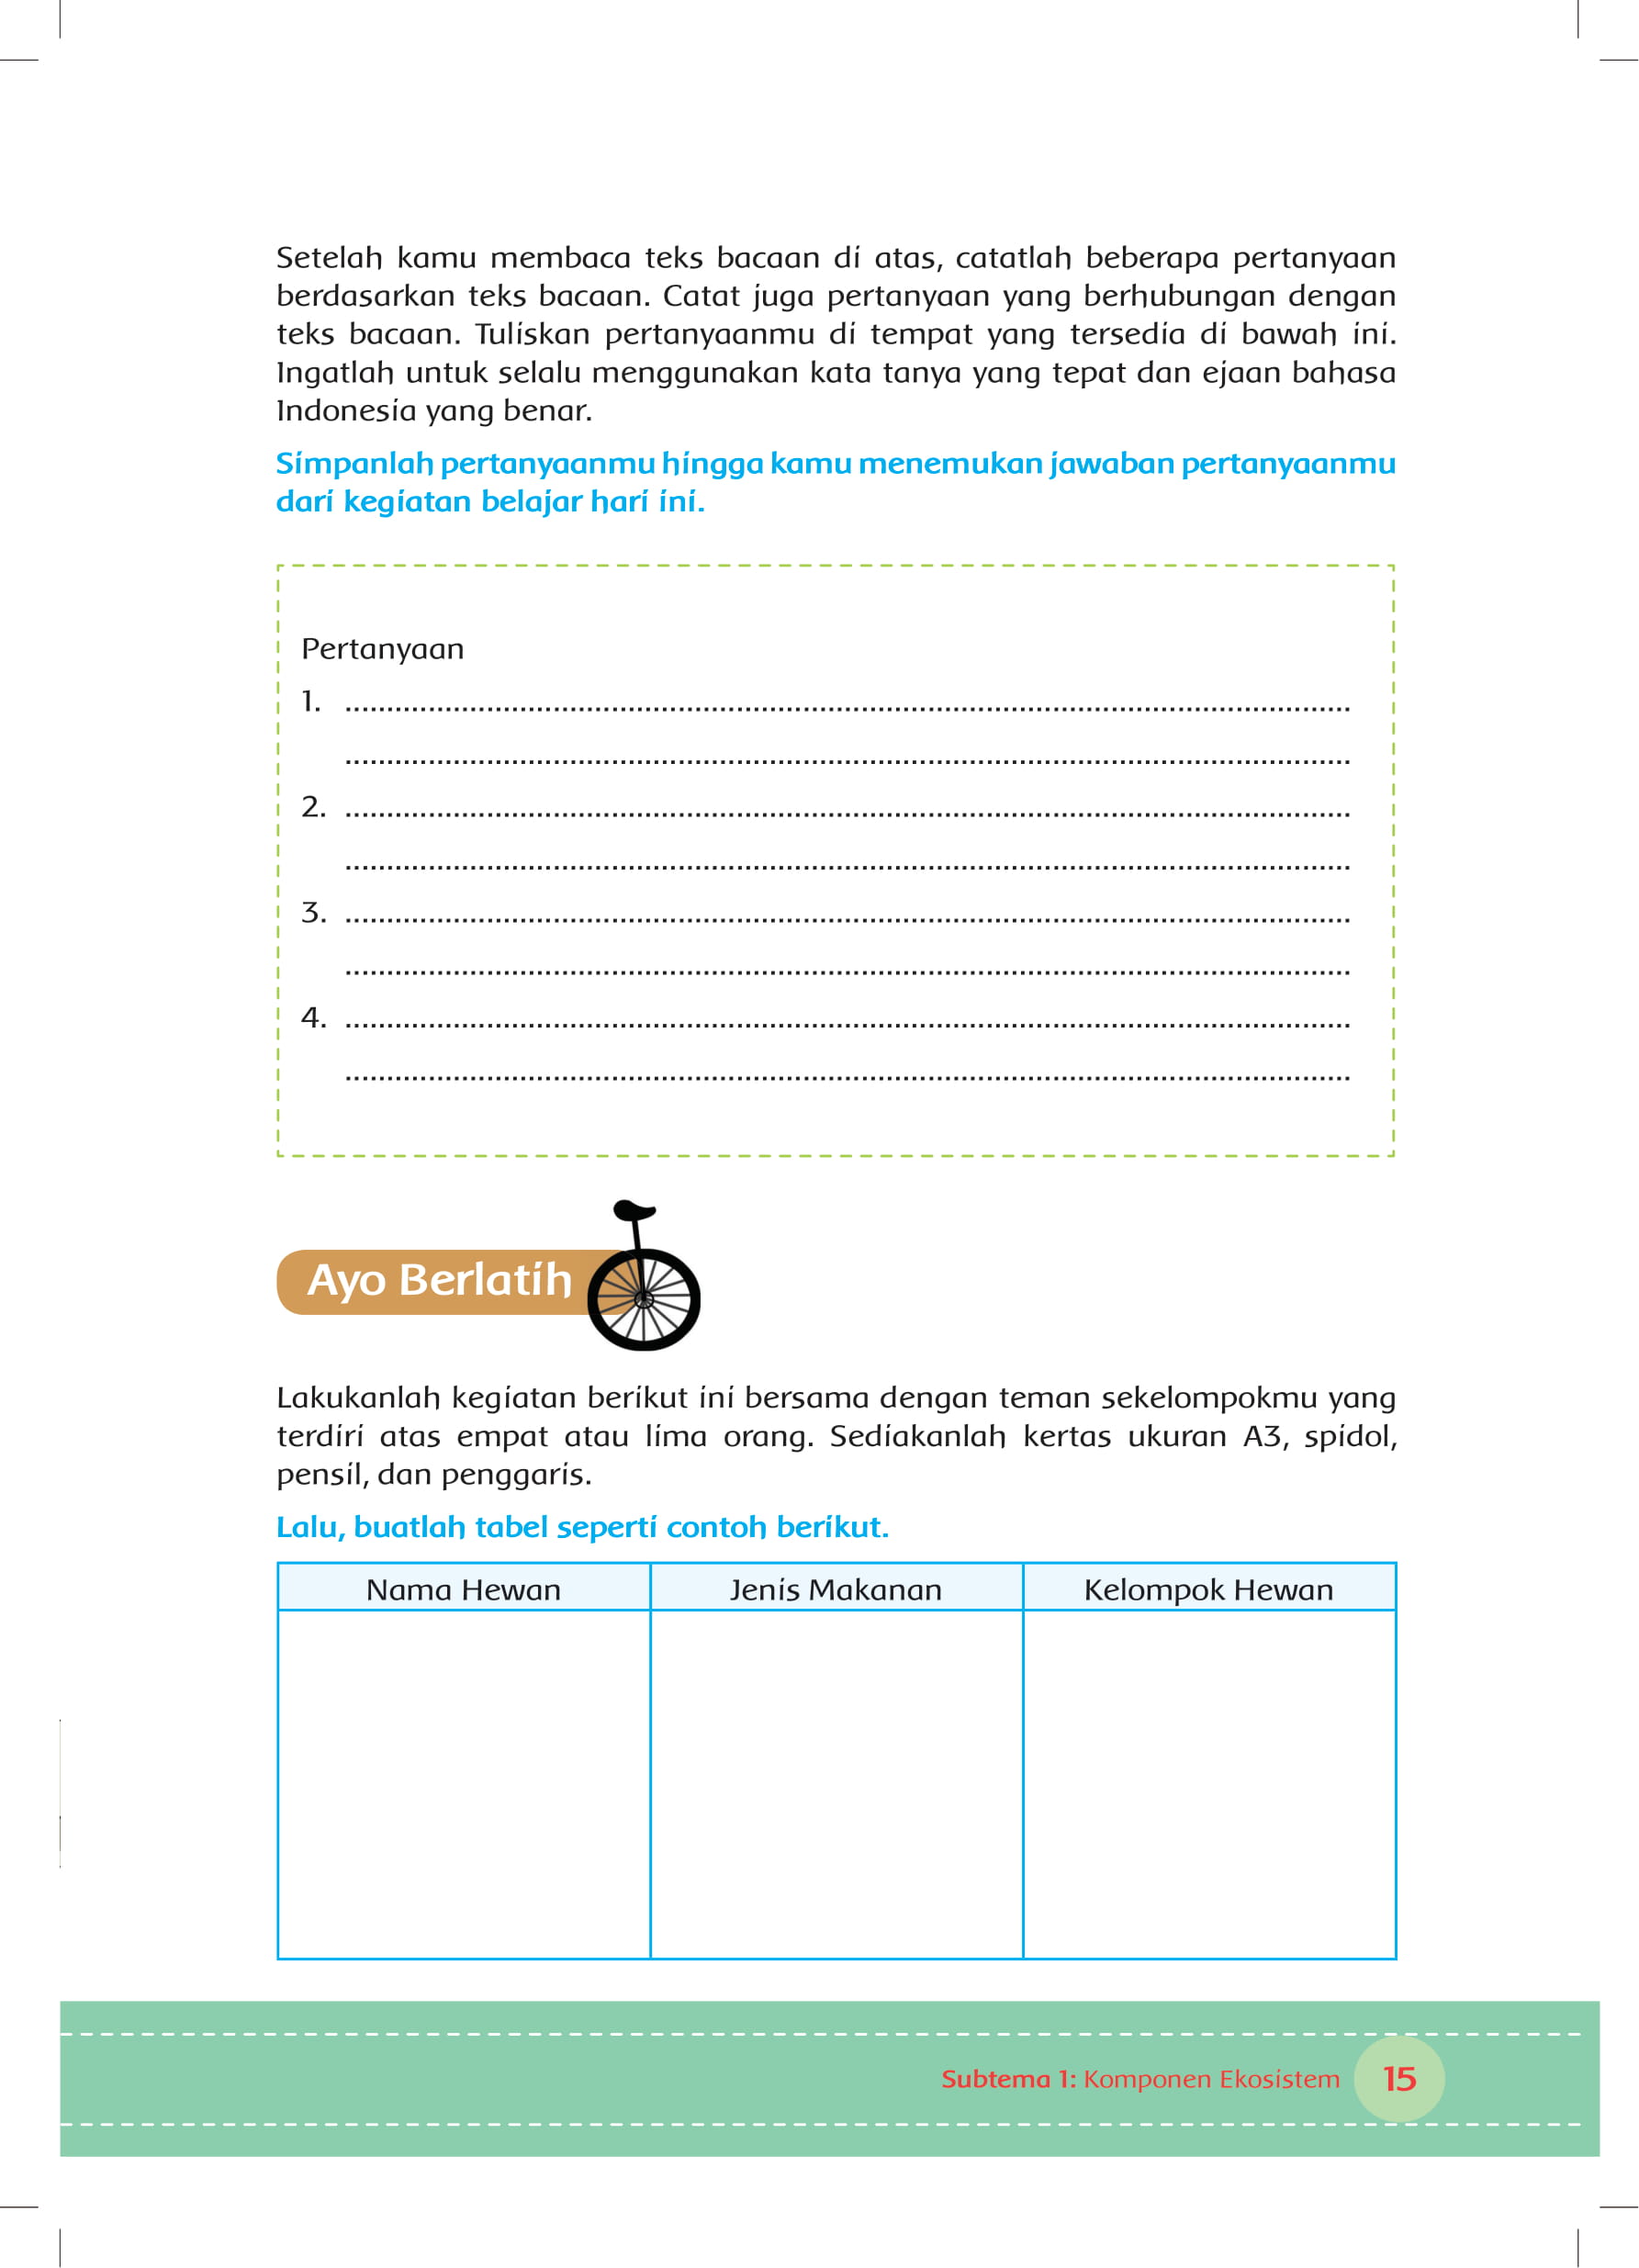 Setelah kamu membaca teks bacaan di atas, catatlah beberapa pertanyaan
berdasarkan teks bacaan. Catat juga pertanyaan yang berhubungan dengan
teks bacaan. Tuliskan pertanyaanmu di tempat yang tersedia di bawah ini.
Ingatlah untuk selalu menggunakan kata tanya yang tepat dan ejaan bahasa
Indonesia yang benar.
Simpanlah pertanyaanmu hingga kamu menemukan jawaban pertanyaanmu
dari kegiatan belajar hari ini.
Pertanyaan
1.
2.
3.
4.
Ayo Berlatih
Lakukanlah kegiatan berikut ini bersama dengan teman sekelompokmu yang
terdiri atas empat atau lima orang. Sediakanlah kertas ukuran A3, spidol,
pensil, dan penggaris.
Lalu, buatlah tabel seperti contoh berikut.
Nama Hewan Jenis Makanan Kelompok Hewan
Subtema 1: Komponen Ekosistem 15